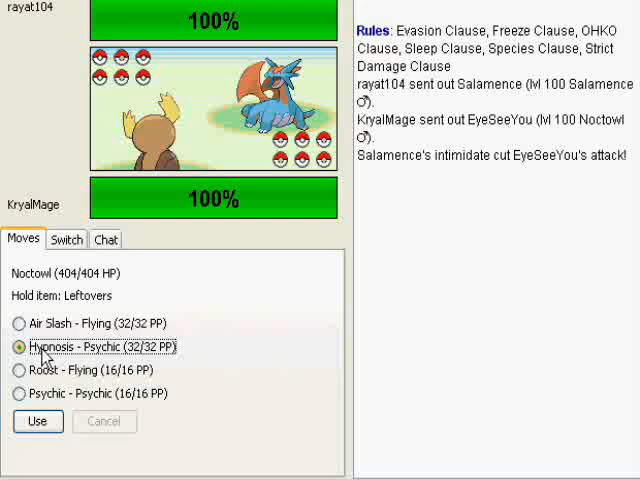 rayat104
100%
KryalMage
100%
Moves
Switch
Chat
Noctowl (404/404 HP)
Hold item: Leftovers
Air Slash - Flying (32/32 PP)
Hypnosis - Psychic (32/32 PP)
Roost - Flying (16/16 PP)
Psychic - Psychic (16/16 PP)
Use
Cancel
Rules: Evasion Clause, Freeze Clause, OHKO
Clause, Sleep Clause, Species Clause, Strict
Damage Clause
rayat104 sent out Salamence (lvl 100 Salamence
♂).
KryalMage sent out EyeSeeYou (lvl 100 Noctowl
♂).
Salamence's intimidate cut EyeSeeYou's attack!